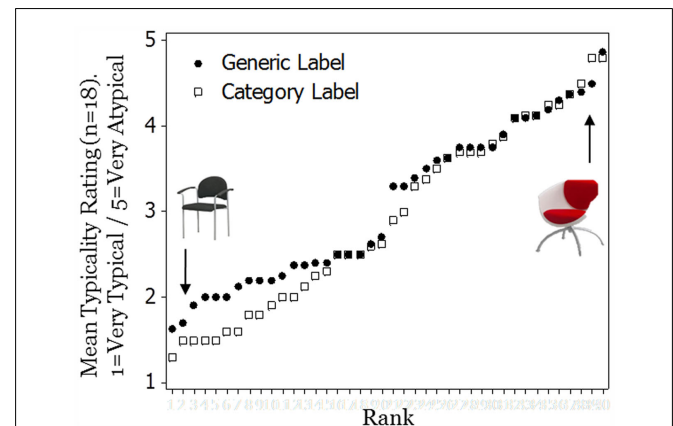 5
Generic Label
Category Label
4
3
2
1
Mean Typicality Rating (n=18).
1=Very Typical / 5=Very Atypical
Rank